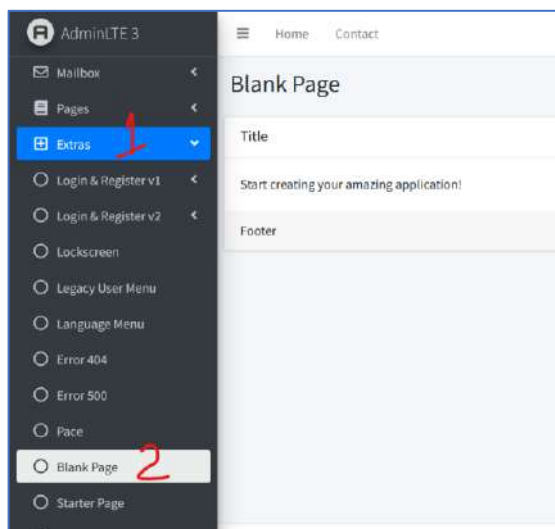 AdminLTE 3
Mailbox
Pages
Extras 1
Login & Register v1
Login & Register v2
Lockscreen
Legacy User Menu
Language Menu
Error 404
Error 500
Pace
Blank Page 2
Starter Page
Home Contact
Blank Page
Title
Start creating your amazing application!
Footer